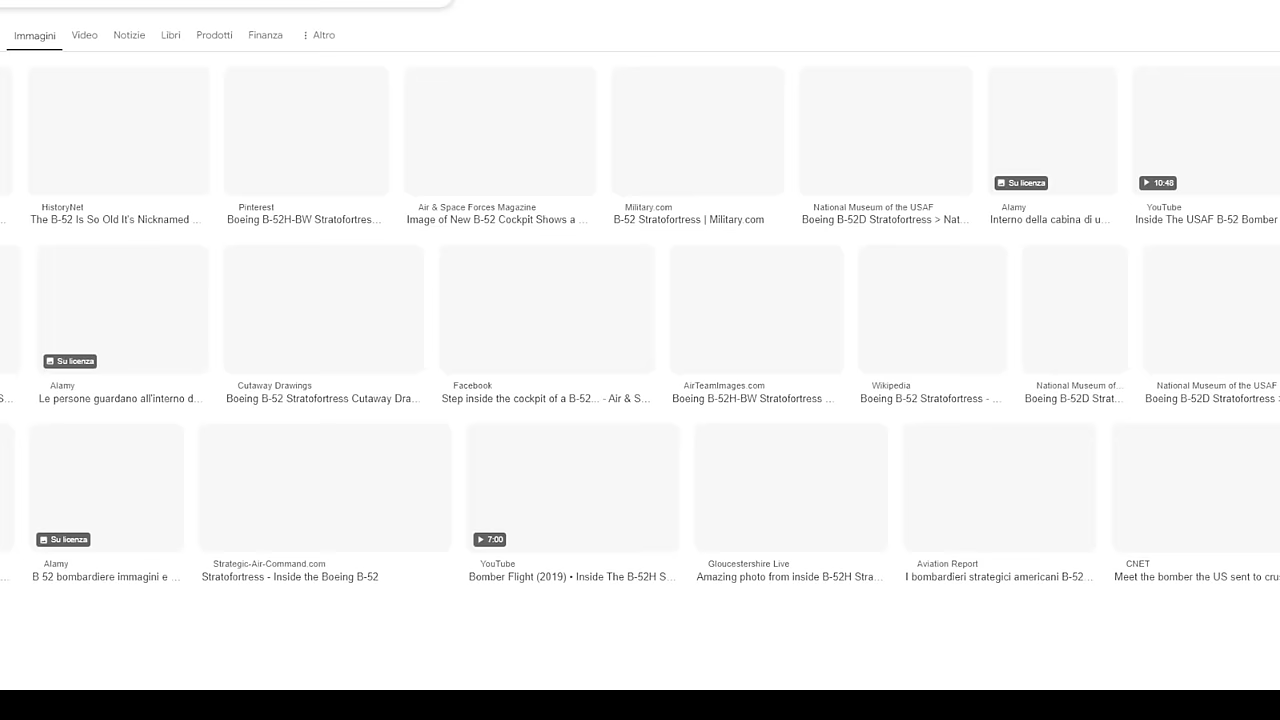 Immagini Video Notizie Libri Prodotti Finanza Altro
Su licenza
10:48
HistoryNet
The B-52 Is So Old It's Nicknamed ...
Pinterest
Boeing B-52H-BW Stratofortres...
Air & Space Forces Magazine
Image of New B-52 Cockpit Shows a ...
Military.com
B-52 Stratofortress | Military.com
National Museum of the USAF
Boeing B-52D Stratofortress > Nat...
Alamy
Interno della cabina di u...
YouTube
Inside The USAF B-52 Bomber
Su licenza
S...
Alamy
Le persone guardano all'interno d...
Cutaway Drawings
Boeing B-52 Stratofortress Cutaway Dra...
Facebook
Step inside the cockpit of a B-52... - Air & S...
AirTeamImages.com
Boeing B-52H-BW Stratofortress ...
Wikipedia
Boeing B-52 Stratofortress - ...
National Museum of...
Boeing B-52D Strat...
National Museum of the USAF
Boeing B-52D Stratofortress >
Su licenza
7:00
Alamy
B 52 bombardiere immagini e ...
Strategic-Air-Command.com
Stratofortress - Inside the Boeing B-52
YouTube
Bomber Flight (2019) • Inside The B-52H S...
Gloucestershire Live
Amazing photo from inside B-52H Stra...
Aviation Report
I bombardieri strategici americani B-52...
CNET
Meet the bomber the US sent to cru